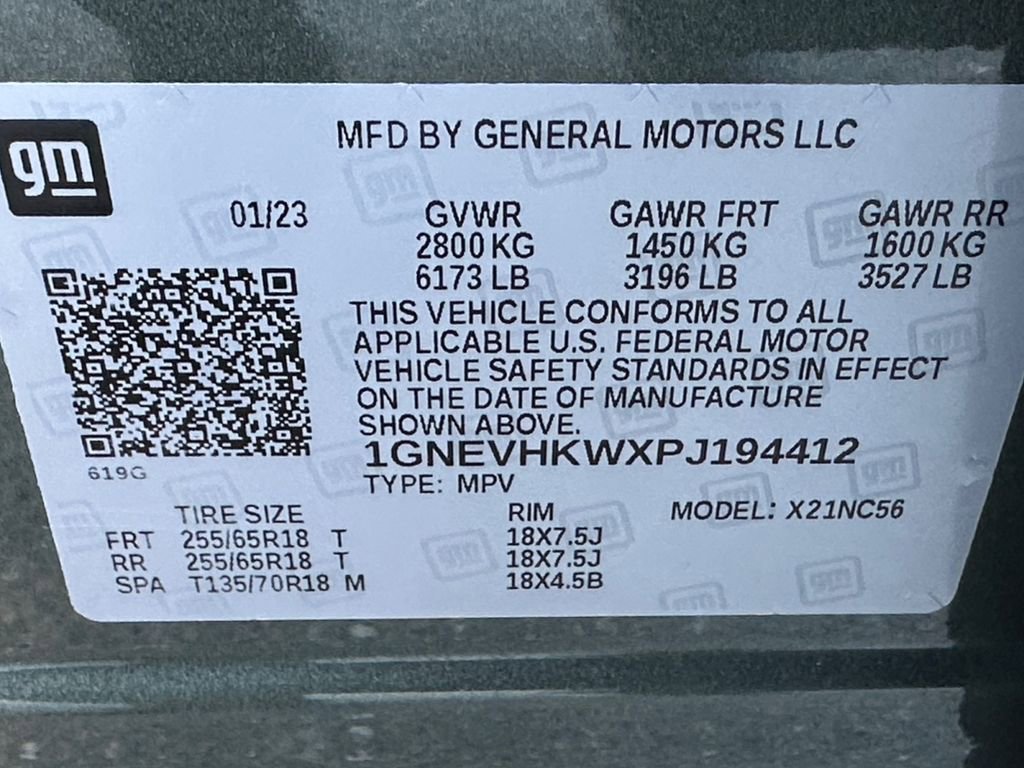 gm
MFD BY GENERAL MOTORS LLC
01/23 GVWR GAWR FRT GAWR RR
2800 KG 1450 KG 1600 KG
6173 LB 3196 LB 3527 LB
THIS VEHICLE CONFORMS TO ALL
APPLICABLE U.S. FEDERAL MOTOR
VEHICLE SAFETY STANDARDS IN EFFECT
ON THE DATE OF MANUFACTURE
SHOWN ABOVE.
1GNEVHKWXPJ194412
619G
TYPE: MPV
TIRE SIZE RIM MODEL: X21NC56
FRT 255/65R18 T 18X7.5J
RR 255/65R18 T 18X7.5J
SPA T135/70R18 M 18X4.5B